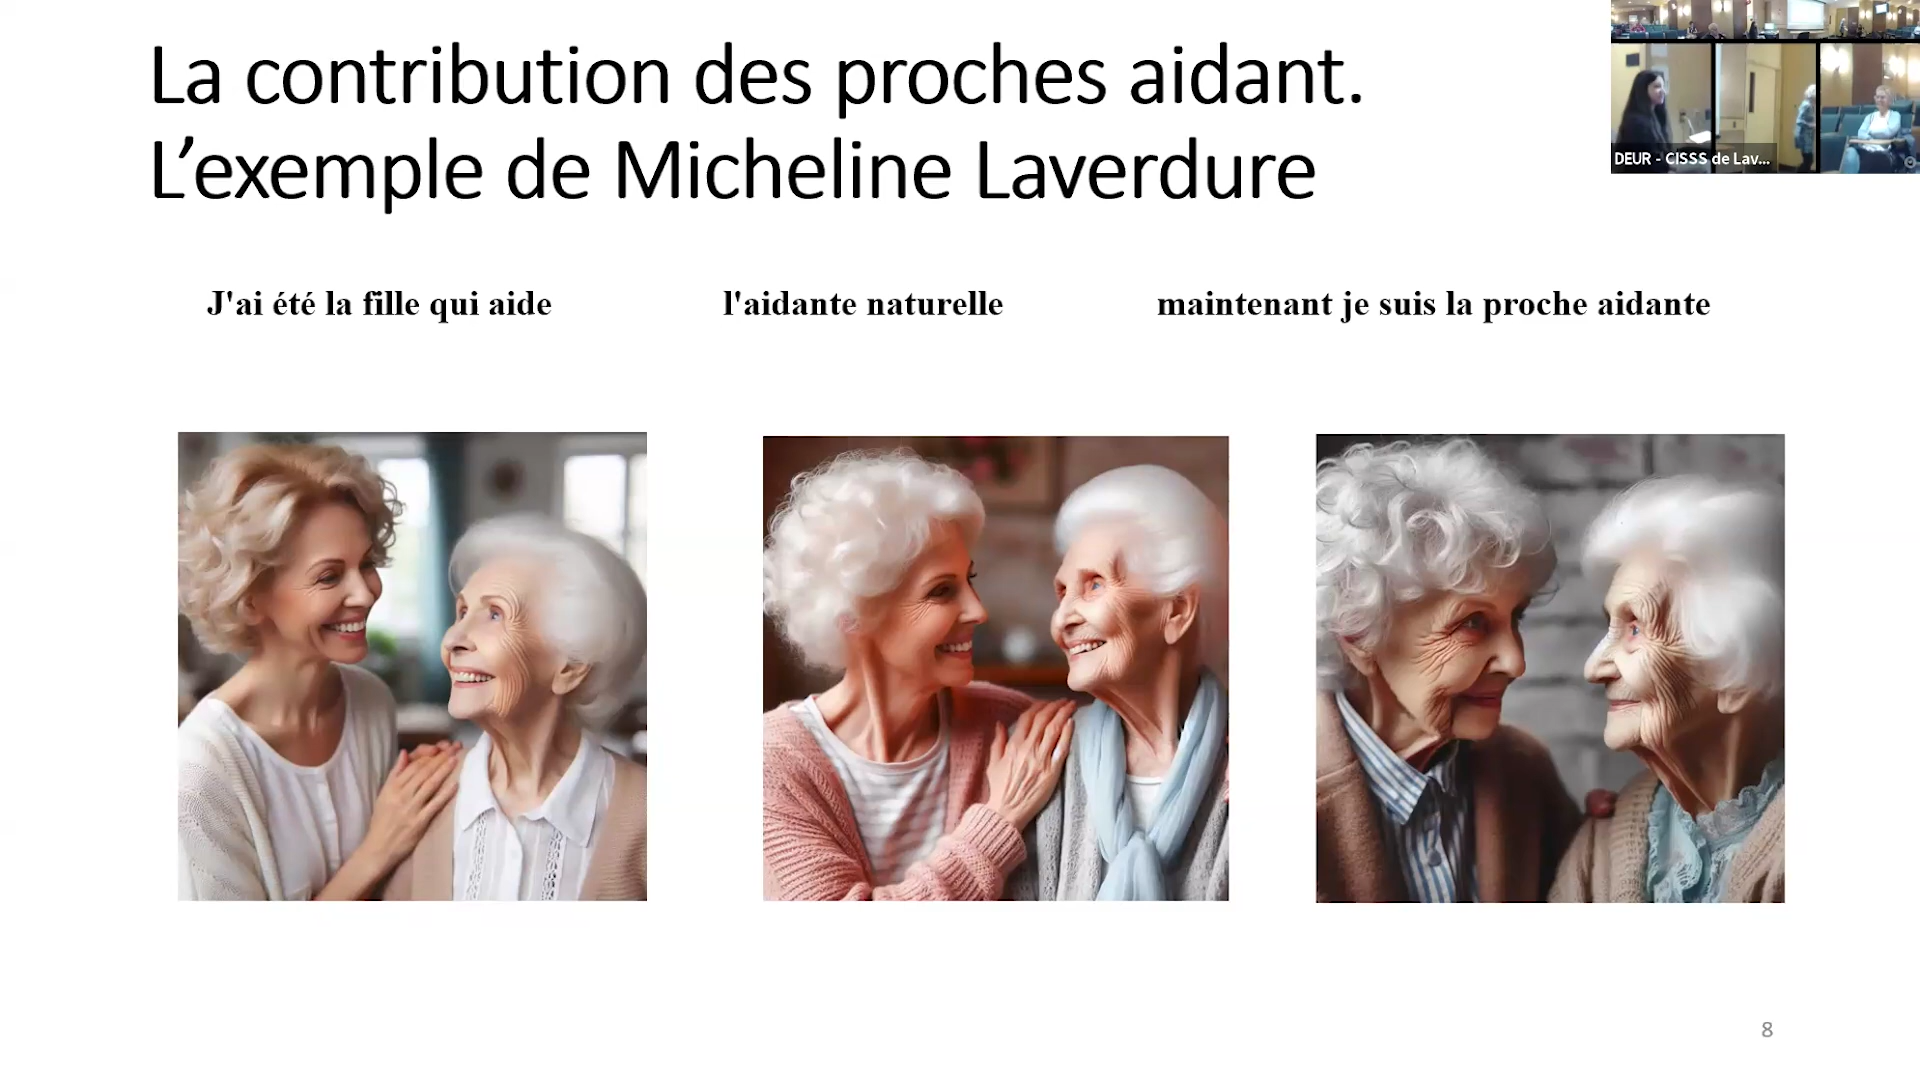 La contribution des proches aidant.
L’exemple de Micheline Laverdure
DEUR - CISSS de Lav...
J'ai été la fille qui aide
l'aidante naturelle
maintenant je suis la proche aidante
8